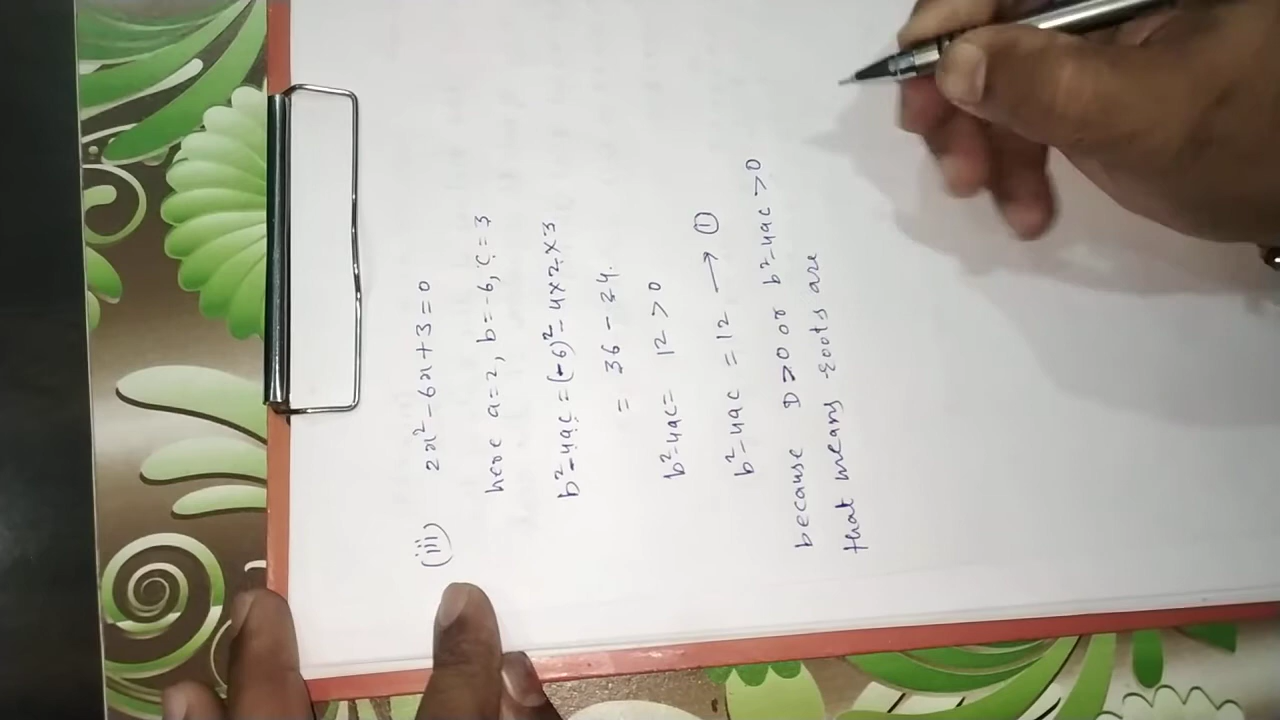 (iii) 2x² - 6x + 3 = 0
here a = 2, b = -6, c = 3
b² - 4ac = (-6)² - 4 × 2 × 3
= 36 - 24.
b² - 4ac = 12 > 0
b² - 4ac = 12 → ①
because D > 0 or b² - 4ac > 0
that means roots are